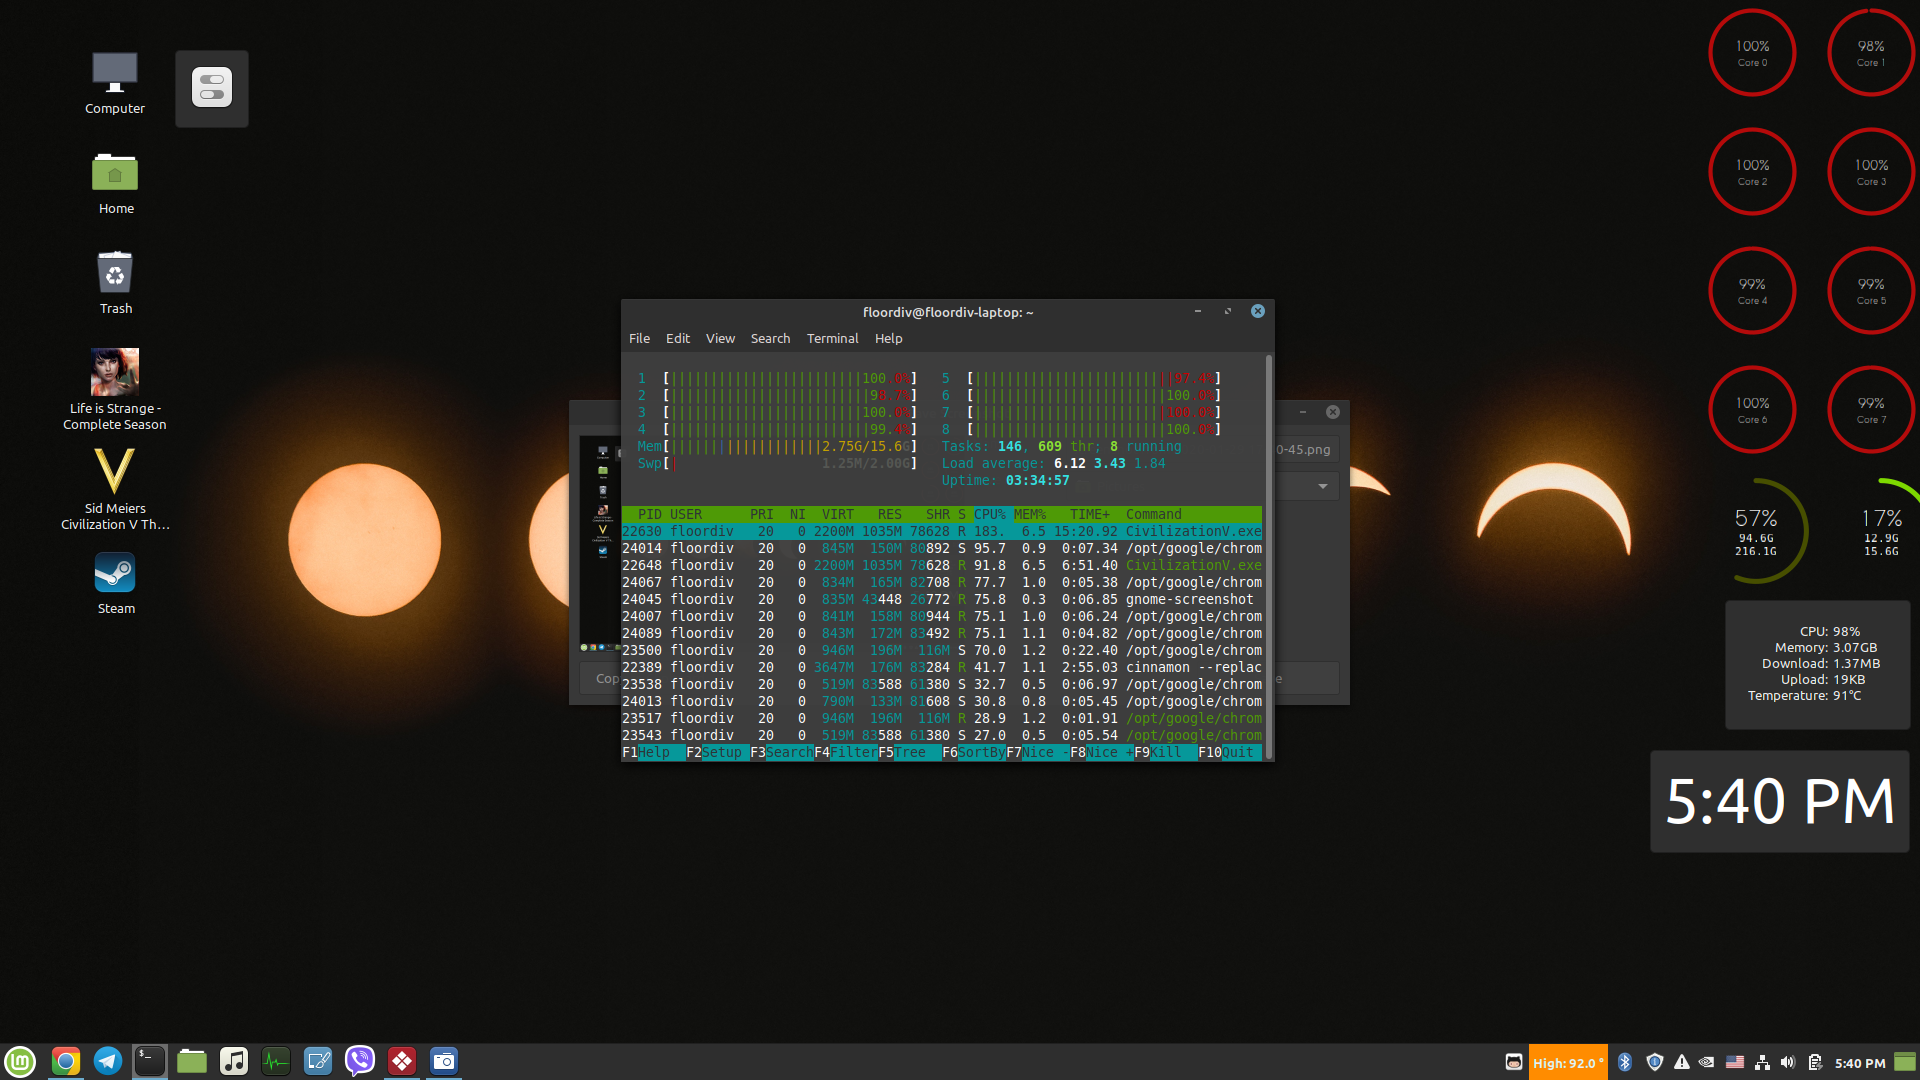 Computer
Home
Trash
Life is Strange -
Complete Season
Sid Meiers
Civilization V Th...
Steam
floordiv@floordiv-laptop: ~
File Edit View Search Terminal Help
1 [100.0%] 5 [97.4%]
2 [98.7%] 6 [100.0%]
3 [100.0%] 7 [100.0%]
4 [99.4%] 8 [100.0%]
Mem[2.75G/15.6G] Tasks: 146, 609 thr; 8 running
Swp[1.25M/2.00G] Load average: 6.12 3.43 1.84
Uptime: 03:34:57
PID USER PRI NI VIRT RES SHR S CPU% MEM% TIME+ Command
22630 floordiv 20 0 2200M 1035M 78628 R 183. 6.5 15:20.92 CivilizationV.exe
24014 floordiv 20 0 845M 150M 80892 S 95.7 0.9 0:07.34 /opt/google/chrom
22648 floordiv 20 0 2200M 1035M 78628 R 91.8 6.5 6:51.40 CivilizationV.exe
24067 floordiv 20 0 834M 165M 82708 R 77.7 1.0 0:05.38 /opt/google/chrom
24045 floordiv 20 0 835M 43448 26772 R 75.8 0.3 0:06.85 gnome-screenshot
24007 floordiv 20 0 841M 158M 80944 R 75.1 1.0 0:06.24 /opt/google/chrom
24089 floordiv 20 0 843M 172M 83492 R 75.1 1.1 0:04.82 /opt/google/chrom
23500 floordiv 20 0 946M 196M 116M S 70.0 1.2 0:22.40 /opt/google/chrom
22389 floordiv 20 0 3647M 176M 83284 R 41.7 1.1 2:55.03 cinnamon --replac
23538 floordiv 20 0 519M 83588 61380 S 32.7 0.5 0:06.97 /opt/google/chrom
24013 floordiv 20 0 790M 133M 81608 S 30.8 0.8 0:05.45 /opt/google/chrom
23517 floordiv 20 0 946M 196M 116M R 28.9 1.2 0:01.91 /opt/google/chrom
23543 floordiv 20 0 519M 83588 61380 S 27.0 0.5 0:05.54 /opt/google/chrom
F1Help F2Setup F3SearchF4FilterF5Tree F6SortByF7Nice -F8Nice +F9Kill F10Quit
0-45.png
Cop
e
100% 98%
Core 0 Core 1
100% 100%
Core 2 Core 3
99% 99%
Core 4 Core 5
100% 99%
Core 6 Core 7
57% 17%
94.6G 12.9G
216.1G 15.6G
CPU: 98%
Memory: 3.07GB
Download: 1.37MB
Upload: 19KB
Temperature: 91°C
5:40 PM
High: 92.0 °
5:40 PM